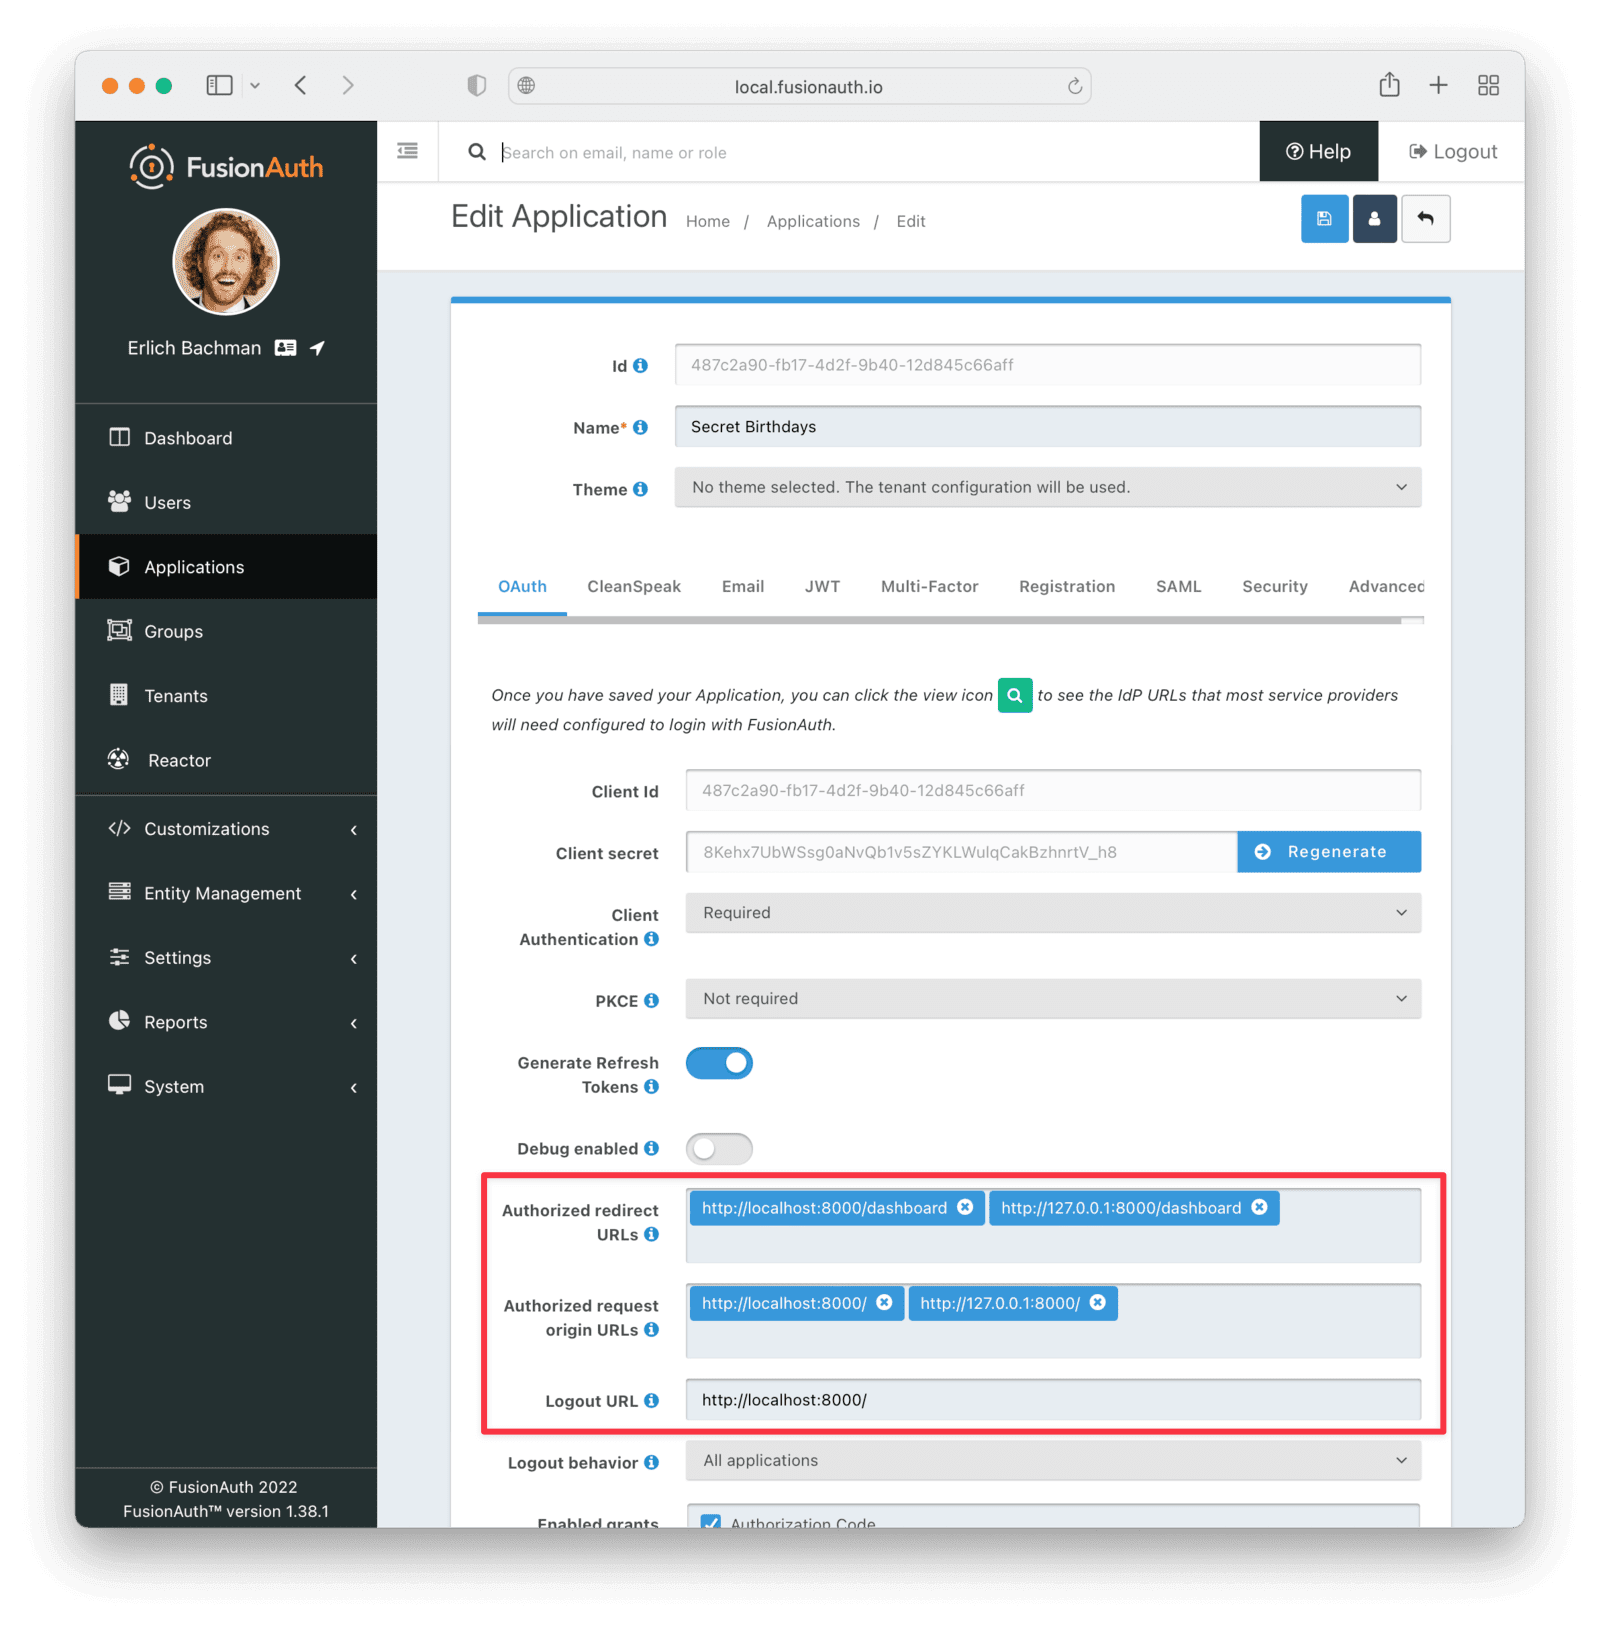 local.fusionauth.io
FusionAuth
Search on email, name or role
Help
Logout
Edit Application
Home / Applications / Edit
Erlich Bachman
Dashboard
Users
Applications
Groups
Tenants
Reactor
Customizations
Entity Management
Settings
Reports
System
© FusionAuth 2022
FusionAuth™ version 1.38.1
Id
487c2a90-fb17-4d2f-9b40-12d845c66aff
Name*
Secret Birthdays
Theme
No theme selected. The tenant configuration will be used.
OAuth CleanSpeak Email JWT Multi-Factor Registration SAML Security Advanced
Once you have saved your Application, you can click the view icon to see the IdP URLs that most service providers
will need configured to login with FusionAuth.
Client Id
487c2a90-fb17-4d2f-9b40-12d845c66aff
Client secret
8Kehx7UbWSsg0aNvQb1v5sZYKLWulqCakBzhnrtV_h8
Regenerate
Client
Authentication
Required
PKCE
Not required
Generate Refresh
Tokens
Debug enabled
Authorized redirect
URLs
http://localhost:8000/dashboard http://127.0.0.1:8000/dashboard
Authorized request
origin URLs
http://localhost:8000/ http://127.0.0.1:8000/
Logout URL
http://localhost:8000/
Logout behavior
All applications
Enabled grants
Authorization Code